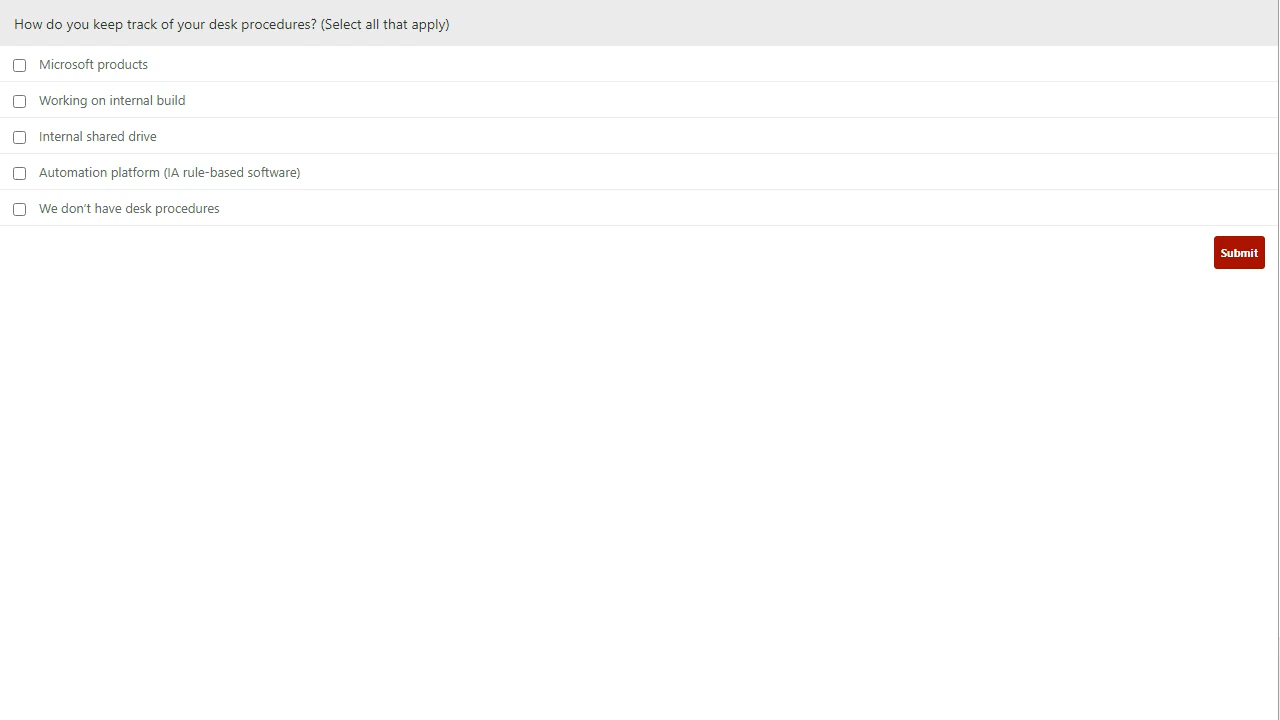 How do you keep track of your desk procedures? (Select all that apply)
Microsoft products
Working on internal build
Internal shared drive
Automation platform (IA rule-based software)
We don't have desk procedures
Submit